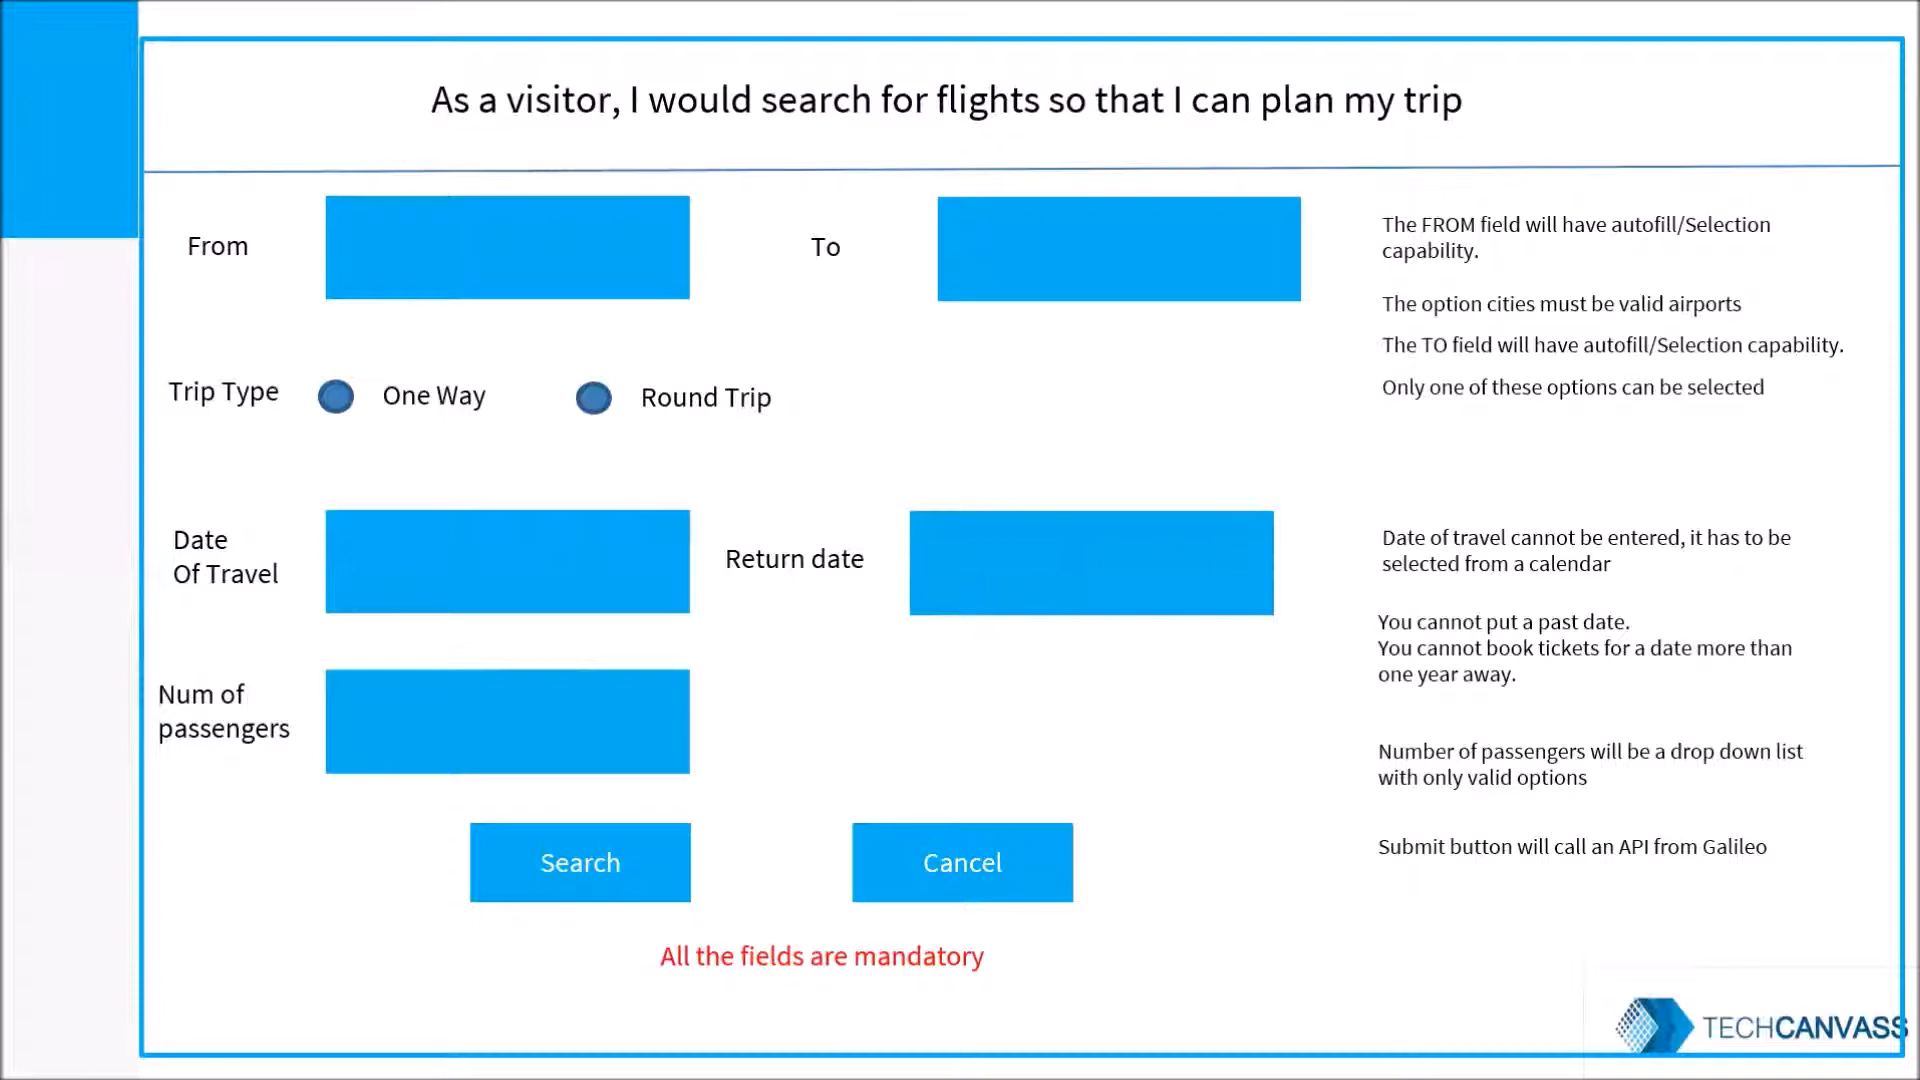 As a visitor, I would search for flights so that I can plan my trip
From
To
The FROM field will have autofill/Selection
capability.
The option cities must be valid airports
The TO field will have autofill/Selection capability.
Trip Type
One Way
Round Trip
Only one of these options can be selected
Date
Of Travel
Return date
Date of travel cannot be entered, it has to be
selected from a calendar
You cannot put a past date.
You cannot book tickets for a date more than
one year away.
Num of
passengers
Number of passengers will be a drop down list
with only valid options
Search
Cancel
Submit button will call an API from Galileo
All the fields are mandatory
TECHCANVASS